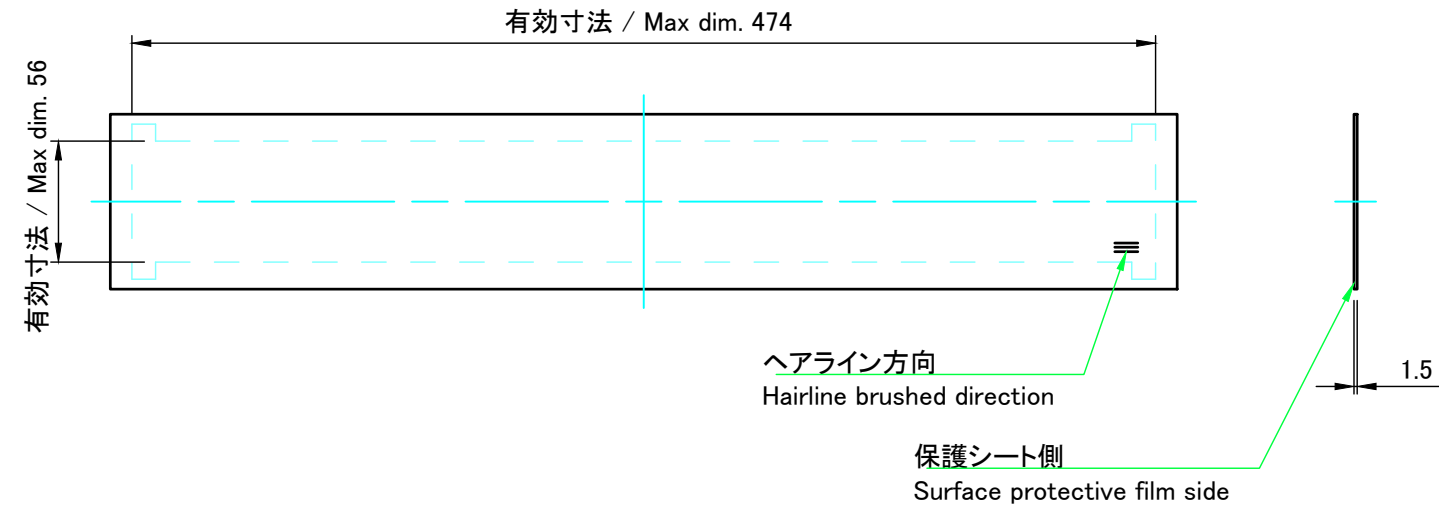 有効寸法 / Max dim. 474
有効寸法 / Max dim. 56
ヘアライン方向
Hairline brushed direction
1.5
保護シート側
Surface protective film side